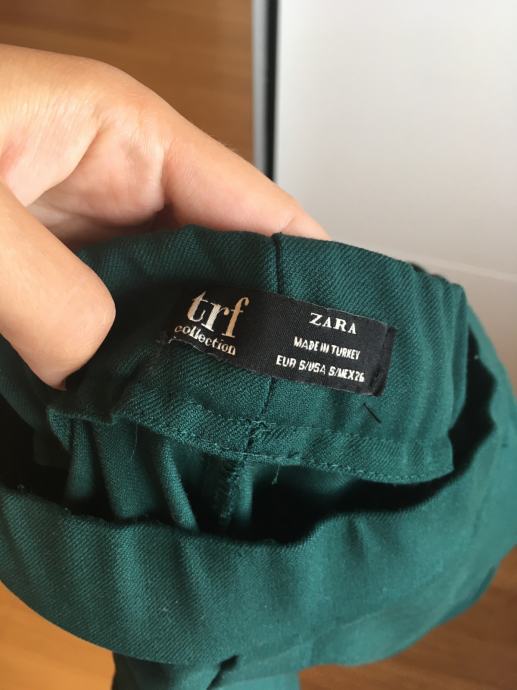 trf
collection
ZARA
MADE IN TURKEY
EUR S/USA S/MEX26